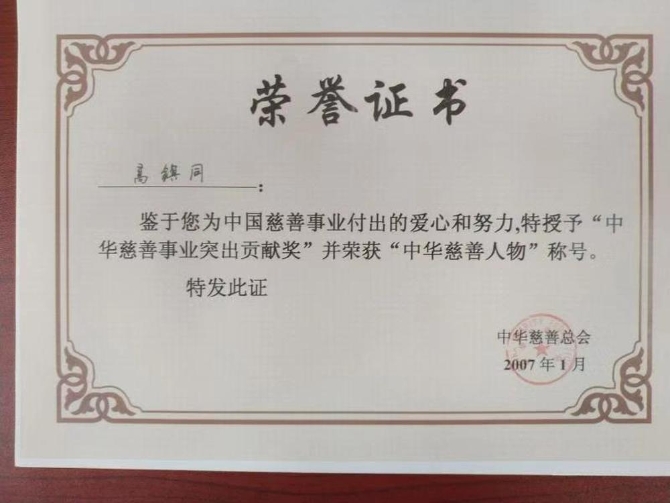 荣誉证书
高镇同：
鉴于您为中国慈善事业付出的爱心和努力,特授予“中
华慈善事业突出贡献奖”并荣获“中华慈善人物”称号。
特发此证
中华慈善总会
2007年1月